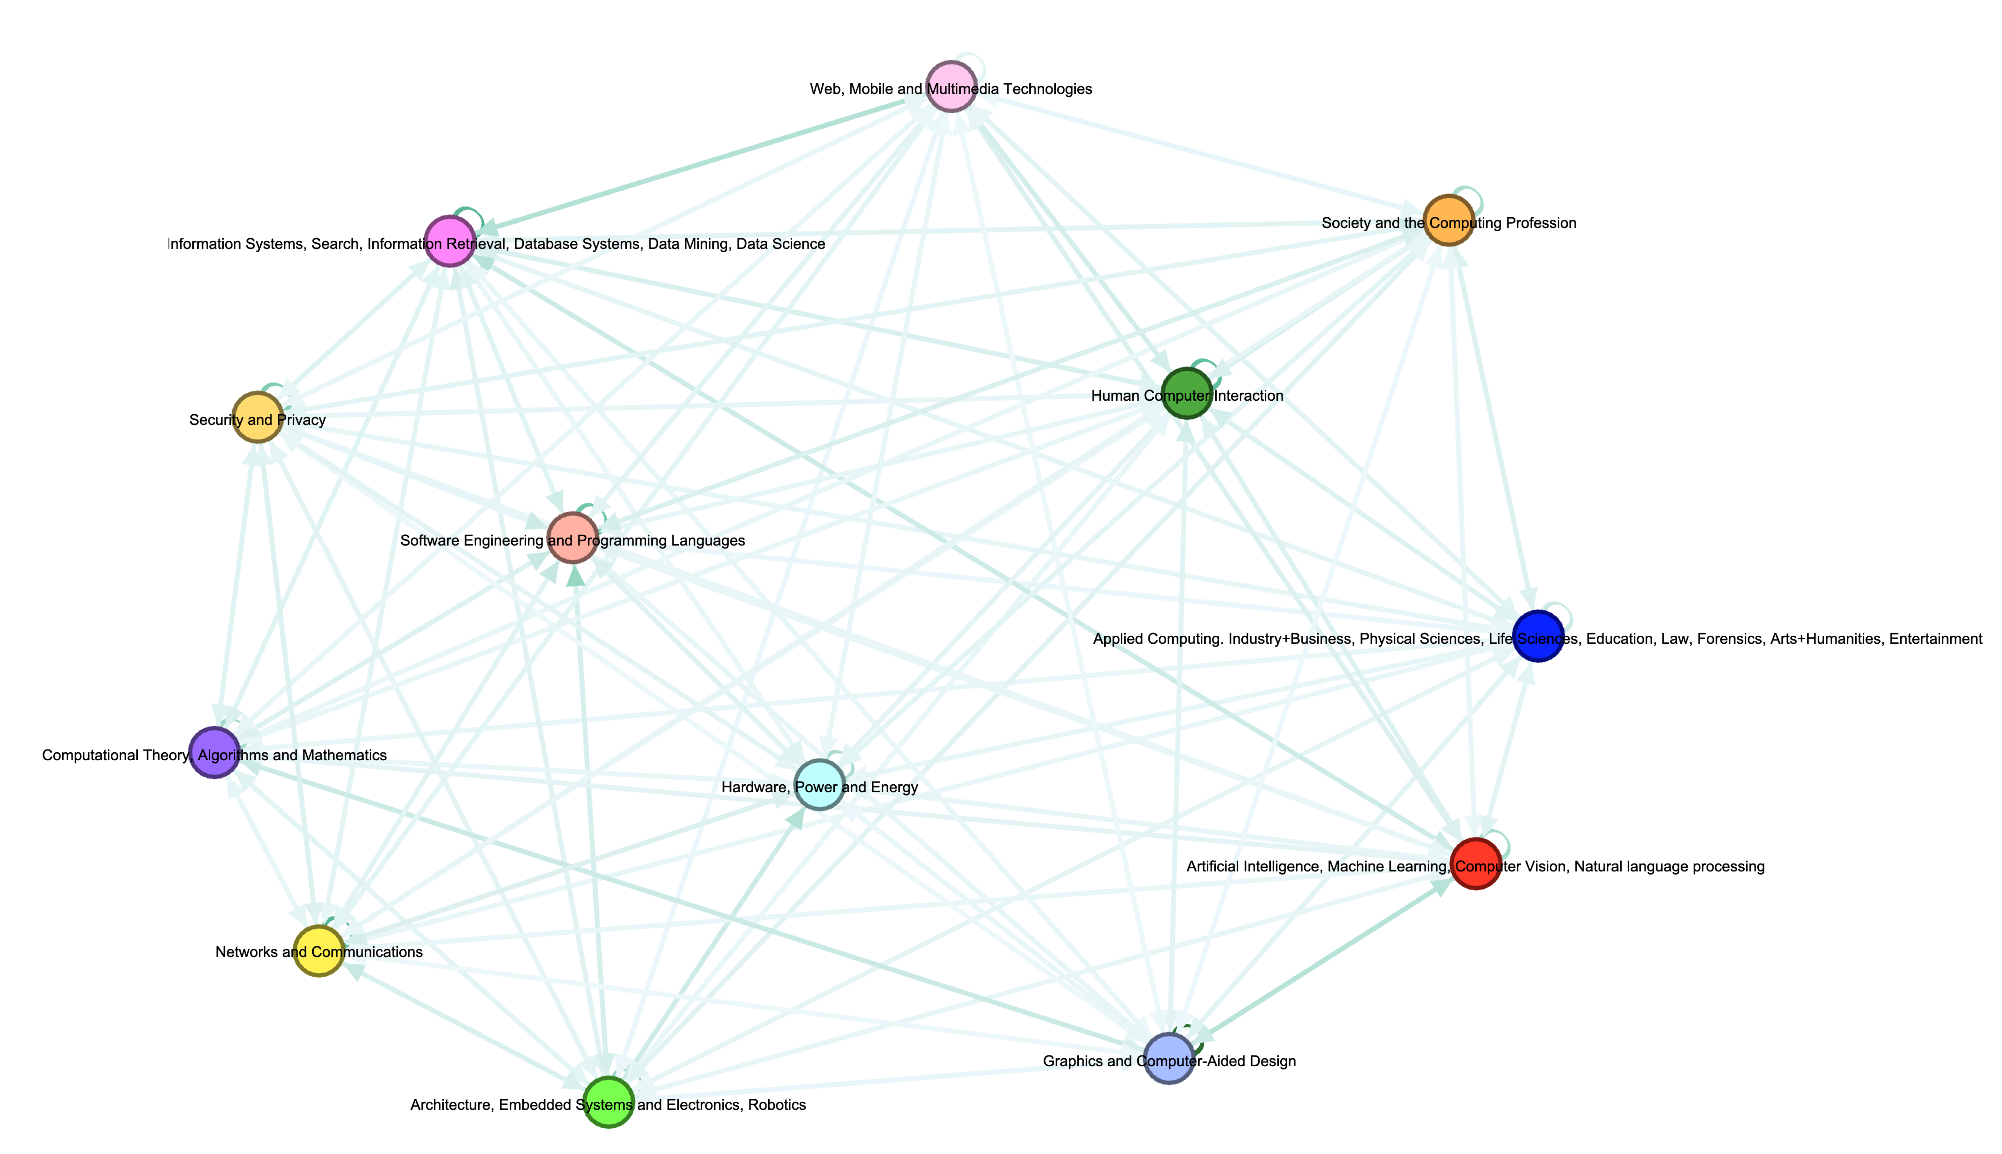 Web, Mobile and Multimedia Technologies
Society and the Computing Profession
Information Systems, Search, Information Retrieval, Database Systems, Data Mining, Data Science
Human Computer Interaction
Security and Privacy
Software Engineering and Programming Languages
Applied Computing. Industry+Business, Physical Sciences, Life Sciences, Education, Law, Forensics, Arts+Humanities, Entertainment
Computational Theory, Algorithms and Mathematics
Hardware, Power and Energy
Artificial Intelligence, Machine Learning, Computer Vision, Natural language processing
Networks and Communications
Graphics and Computer-Aided Design
Architecture, Embedded Systems and Electronics, Robotics